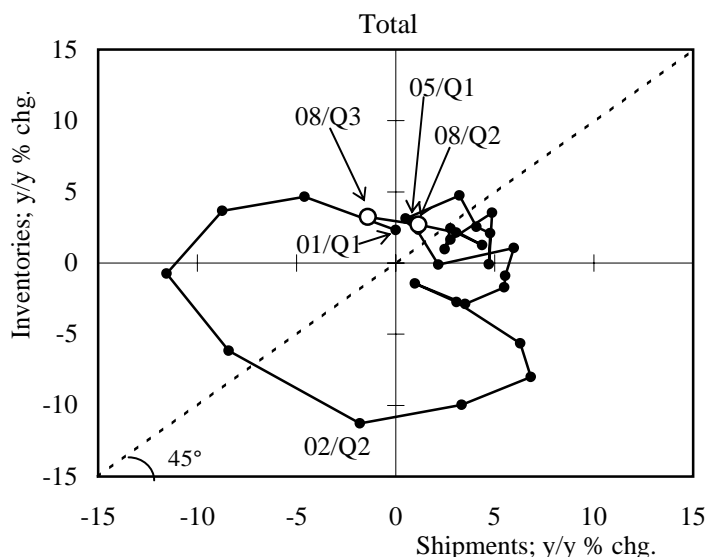 Total
15
05/Q1
10
08/Q3
08/Q2
5
01/Q1
0
Inventories; y/y % chg.
-5
-10
02/Q2
45°
-15
-15 -10 -5 0 5 10 15
Shipments; y/y % chg.